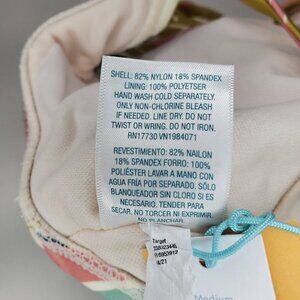 SHELL: 82% NYLON 18% SPANDEX
LINING: 100% POLYETSER
HAND WASH COLD SEPARATELY.
ONLY NON-CHLORINE BLEASH
IF NEEDED. LINE DRY. DO NOT
TWIST OR WRING. DO NOT IRON.
RN17730 VN1984071
REVESTIMIENTO: 82% NAILON
18% SPANDEX FORRO: 100%
POLIÉSTER LAVAR A MANO CON
AGUA FRÍA POR SEPARADO. SÓLO
BLANQUEADOR SIN CLORO SI ES
NECESARIO. TENDER PARA
SECAR. NO TORCER NI EXPRIMIR
NO PLANCHAR.
Target
4/21
Medium